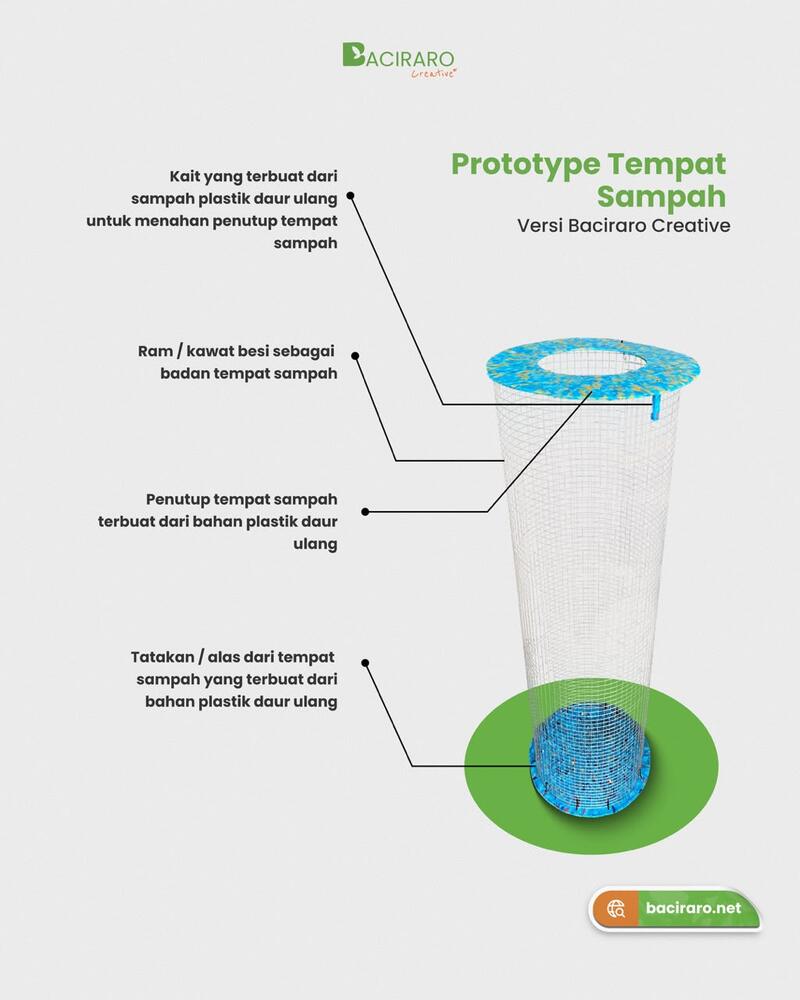 BACIRARO
Creative
Prototype Tempat
Sampah
Versi Baciraro Creative
Kait yang terbuat dari
sampah plastik daur ulang
untuk menahan penutup tempat
sampah
Ram / kawat besi sebagai
badan tempat sampah
Penutup tempat sampah
terbuat dari bahan plastik daur
ulang
Tatakan / alas dari tempat
sampah yang terbuat dari
bahan plastik daur ulang
baciraro.net